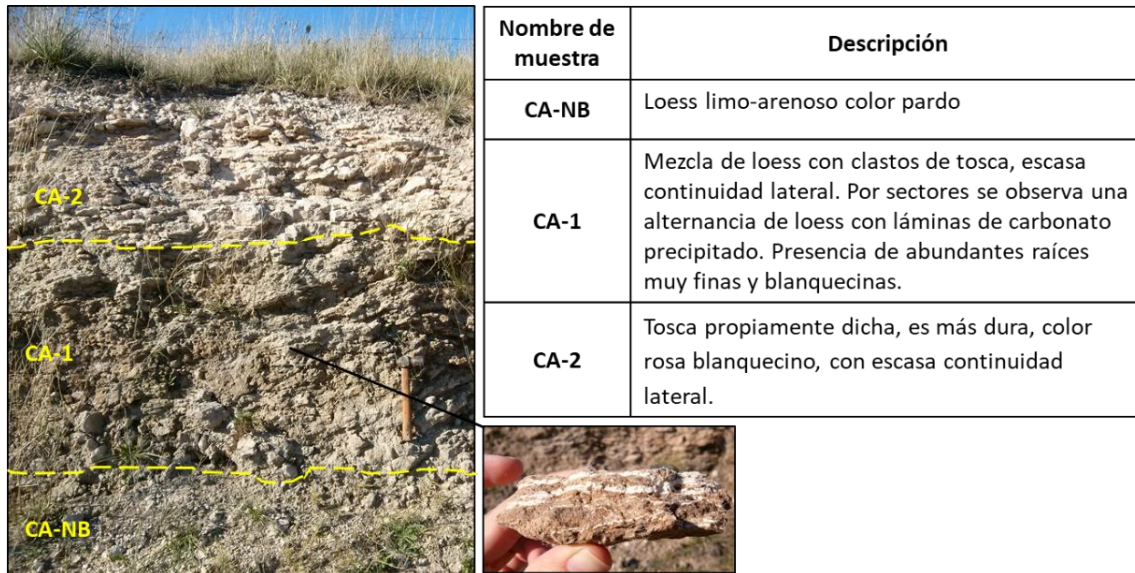 CA-2
CA-1
CA-NB
Nombre de
muestra
Descripción
CA-NB
Loess limo-arenoso color pardo
CA-1
Mezcla de loess con clastos de tosca, escasa
continuidad lateral. Por sectores se observa una
alternancia de loess con láminas de carbonato
precipitado. Presencia de abundantes raíces
muy finas y blanquecinas.
CA-2
Tosca propiamente dicha, es más dura, color
rosa blanquecino, con escasa continuidad
lateral.